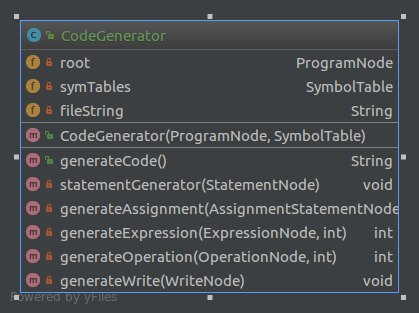 CodeGenerator
root ProgramNode
symTables SymbolTable
fileString String
CodeGenerator(ProgramNode, SymbolTable)
generateCode() String
statementGenerator(StatementNode) void
generateAssignment(AssignmentStatementNode
generateExpression(ExpressionNode, int) int
generateOperation(OperationNode, int) int
generateWrite(WriteNode) void
Powered by yFiles